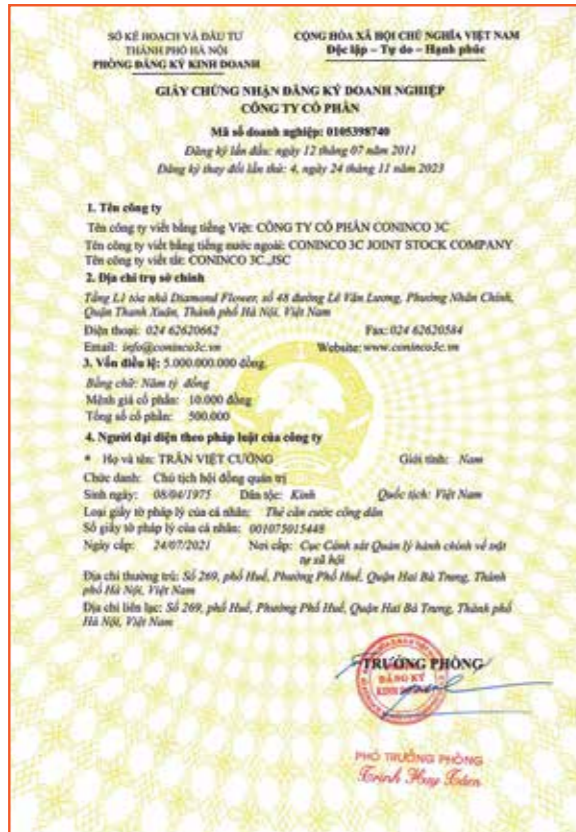 SỞ KẾ HOẠCH VÀ ĐẦU TƯ
THÀNH PHỐ HÀ NỘI
PHÒNG ĐĂNG KÝ KINH DOANH
CỘNG HÒA XÃ HỘI CHỦ NGHĨA VIỆT NAM
Độc lập – Tự do – Hạnh phúc
GIẤY CHỨNG NHẬN ĐĂNG KÝ DOANH NGHIỆP
CÔNG TY CỔ PHẦN
Mã số doanh nghiệp: 0105398740
Đăng ký lần đầu: ngày 12 tháng 07 năm 2011
Đăng ký thay đổi lần thứ: 4, ngày 24 tháng 11 năm 2023
1. Tên công ty
Tên công ty viết bằng tiếng Việt: CÔNG TY CỔ PHẦN CONINCO 3C
Tên công ty viết bằng tiếng nước ngoài: CONINCO 3C JOINT STOCK COMPANY
Tên công ty viết tắt: CONINCO 3C.,JSC
2. Địa chỉ trụ sở chính
Tầng L1 tòa nhà Diamond Flower, số 48 đường Lê Văn Lương, Phường Nhân Chính,
Quận Thanh Xuân, Thành phố Hà Nội, Việt Nam
Điện thoại: 024 62620662 Fax: 024 62620584
Email: info@coninco3c.vn Website: www.coninco3c.vn
3. Vốn điều lệ: 5.000.000.000 đồng.
Bằng chữ: Năm tỷ đồng
Mệnh giá cổ phần: 10.000 đồng
Tổng số cổ phần: 500.000
4. Người đại diện theo pháp luật của công ty
* Họ và tên: TRẦN VIỆT CƯỜNG Giới tính: Nam
Chức danh: Chủ tịch hội đồng quản trị
Sinh ngày: 08/04/1975 Dân tộc: Kinh Quốc tịch: Việt Nam
Loại giấy tờ pháp lý của cá nhân: Thẻ căn cước công dân
Số giấy tờ pháp lý của cá nhân: 001075015448
Ngày cấp: 24/07/2021 Nơi cấp: Cục Cảnh sát Quản lý hành chính về trật
tự xã hội
Địa chỉ thường trú: Số 269, phố Huế, Phường Phố Huế, Quận Hai Bà Trưng, Thành
phố Hà Nội, Việt Nam
Địa chỉ liên lạc: Số 269, phố Huế, Phường Phố Huế, Quận Hai Bà Trưng, Thành phố
Hà Nội, Việt Nam
TRƯỞNG PHÒNG
ĐĂNG KÝ
KINH DOANH
PHÓ TRƯỞNG PHÒNG
Trịnh Huy Tâm